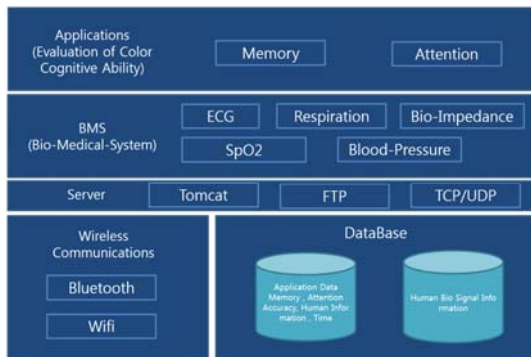 Applications
(Evaluation of Color
Cognitive Ability)
Memory
Attention
BMS
(Bio-Medical-System)
ECG
Respiration
Bio-Impedance
SpO2
Blood-Pressure
Server
Tomcat
FTP
TCP/UDP
Wireless
Communications
Bluetooth
Wifi
DataBase
Application Data
Memory , Attention
Accuracy, Human Infor
mation , Time
Human Bio Signal Info
rmation